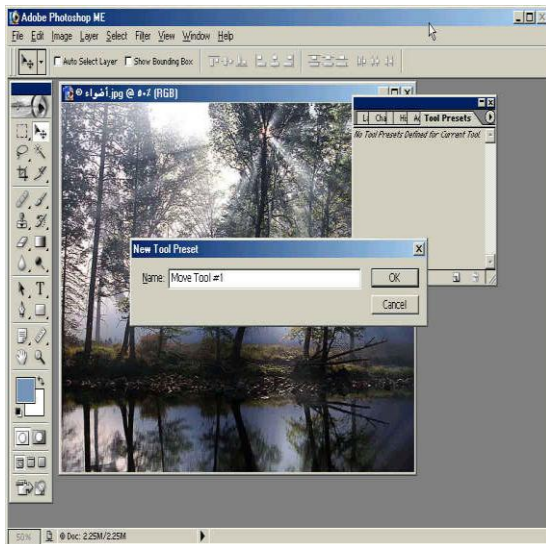 Adobe Photoshop ME
File Edit Image Layer Select Filter View Window Help
Auto Select Layer Show Bounding Box
أضواء.jpg @ ٥٠٪ (RGB)
Tool Presets
No Tool Presets Defined for Current Tool.
New Tool Preset
Name: Move Tool #1
OK
Cancel
50% Doc: 2.25M/2.25M